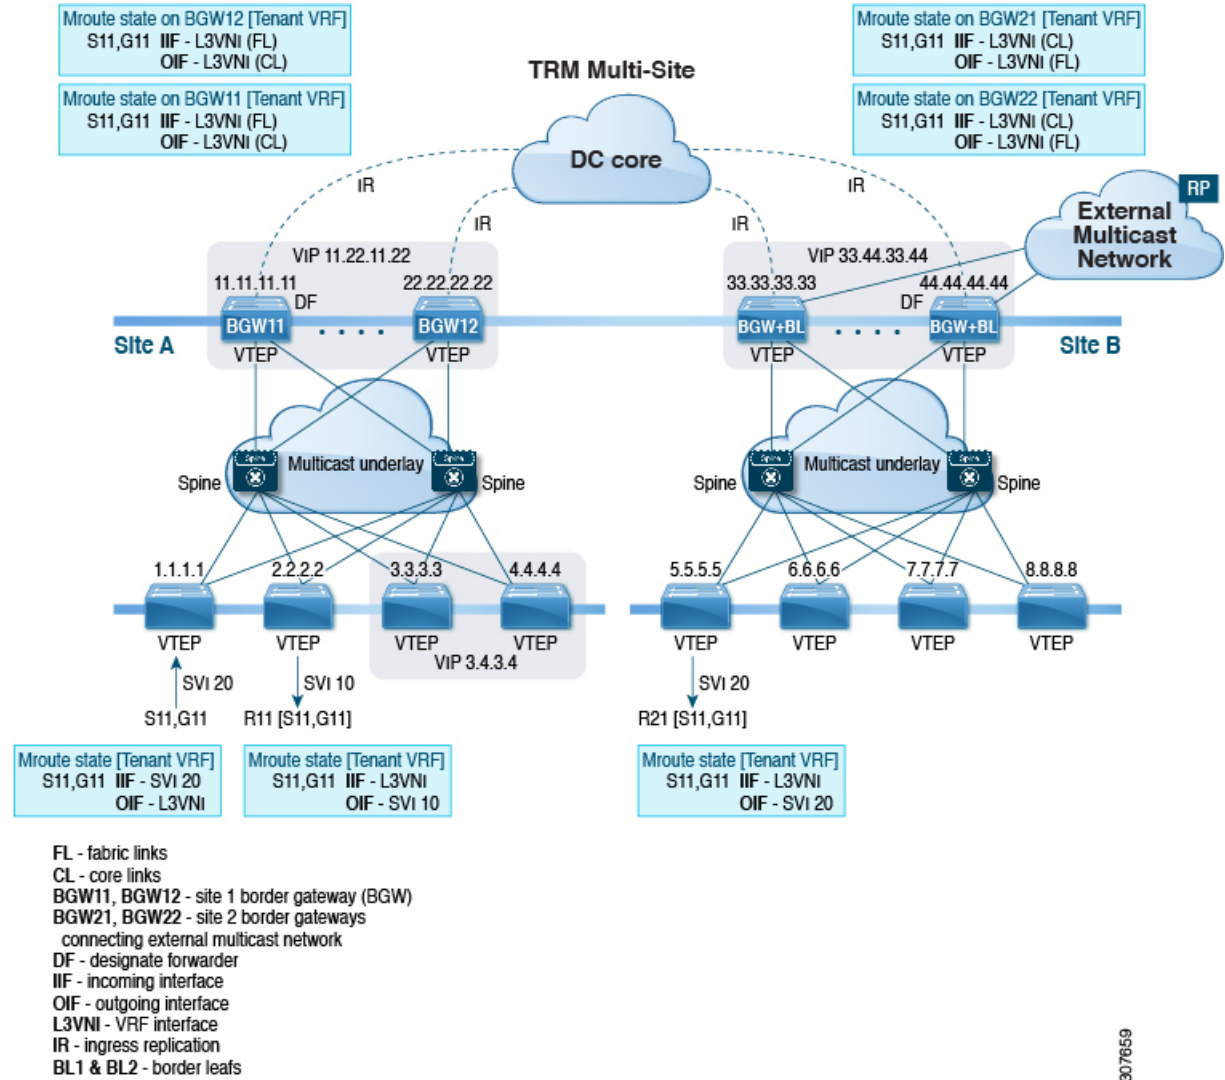 Mroute state on BGW12 [Tenant VRF]
S11,G11 IIF - L3VNI (FL)
OIF - L3VNI (CL)
Mroute state on BGW11 [Tenant VRF]
S11,G11 IIF - L3VNI (FL)
OIF - L3VNI (CL)
Mroute state on BGW21 [Tenant VRF]
S11,G11 IIF - L3VNI (CL)
OIF - L3VNI (FL)
Mroute state on BGW22 [Tenant VRF]
S11,G11 IIF - L3VNI (CL)
OIF - L3VNI (FL)
TRM Multi-Site
DC core
IR
IR
IR
IR
RP
External
Multicast
Network
VIP 11.22.11.22
11.11.11.11
22.22.22.22
DF
BGW11
BGW12
VTEP
VTEP
Site A
VIP 33.44.33.44
33.33.33.33
44.44.44.44
DF
BGW+BL
BGW+BL
VTEP
VTEP
Site B
Spine
Spine
Multicast underlay
Spine
Spine
Spine
Spine
Multicast underlay
Spine
Spine
1.1.1.1
2.2.2.2
3.3.3.3
4.4.4.4
5.5.5.5
6.6.6.6
7.7.7.7
8.8.8.8
VTEP
VTEP
VTEP
VTEP
VIP 3.4.3.4
VTEP
VTEP
VTEP
VTEP
SVI 20
SVI 10
SVI 20
S11,G11
R11 [S11,G11]
R21 [S11,G11]
Mroute state [Tenant VRF]
S11,G11 IIF - SVI 20
OIF - L3VNI
Mroute state [Tenant VRF]
S11,G11 IIF - L3VNI
OIF - SVI 10
Mroute state [Tenant VRF]
S11,G11 IIF - L3VNI
OIF - SVI 20
FL - fabric links
CL - core links
BGW11, BGW12 - site 1 border gateway (BGW)
BGW21, BGW22 - site 2 border gateways
connecting external multicast network
DF - designate forwarder
IIF - incoming interface
OIF - outgoing interface
L3VNI - VRF interface
IR - ingress replication
BL1 & BL2 - border leafs
307659